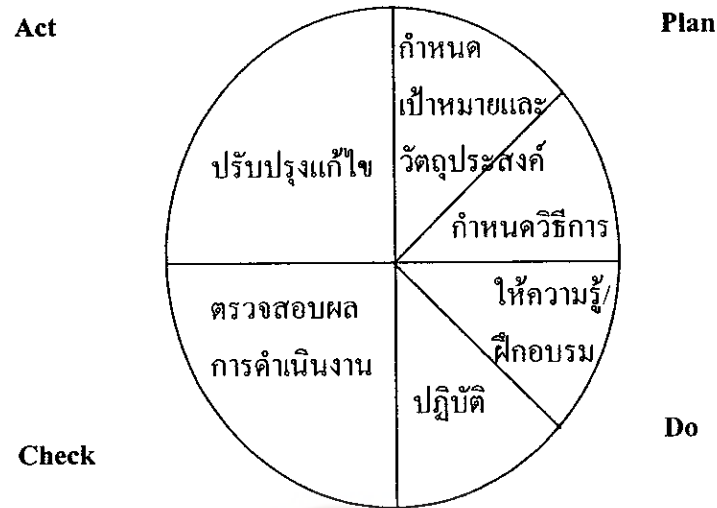 Act
Plan
กำหนด
เป้าหมายและ
วัตถุประสงค์
ปรับปรุงแก้ไข
กำหนดวิธีการ
ให้ความรู้/
ฝึกอบรม
ตรวจสอบผล
การดำเนินงาน
ปฏิบัติ
Do
Check